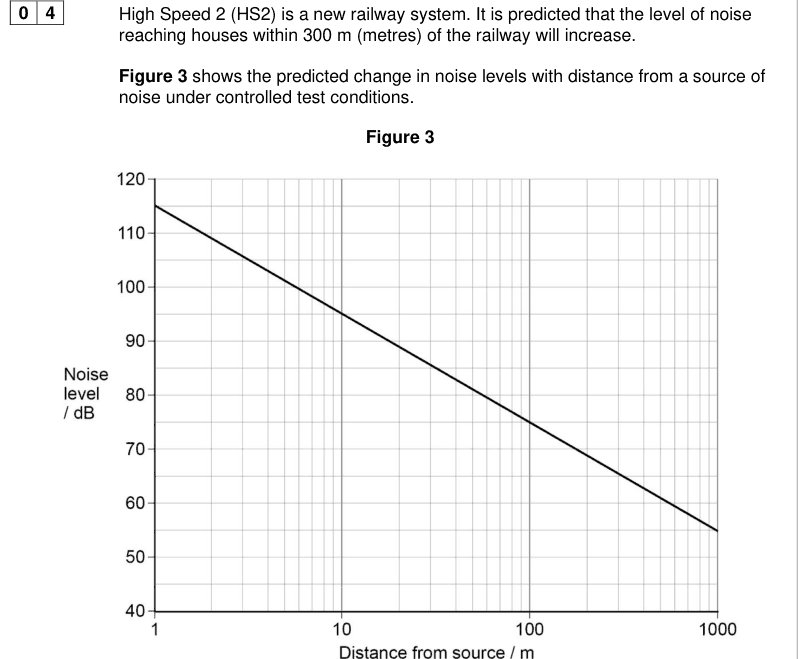 0 4
High Speed 2 (HS2) is a new railway system. It is predicted that the level of noise
reaching houses within 300 m (metres) of the railway will increase.
Figure 3 shows the predicted change in noise levels with distance from a source of
noise under controlled test conditions.
Figure 3
120
110
100
90
80
70
60
50
40
Noise
level
/ dB
1 10 100 1000
Distance from source / m